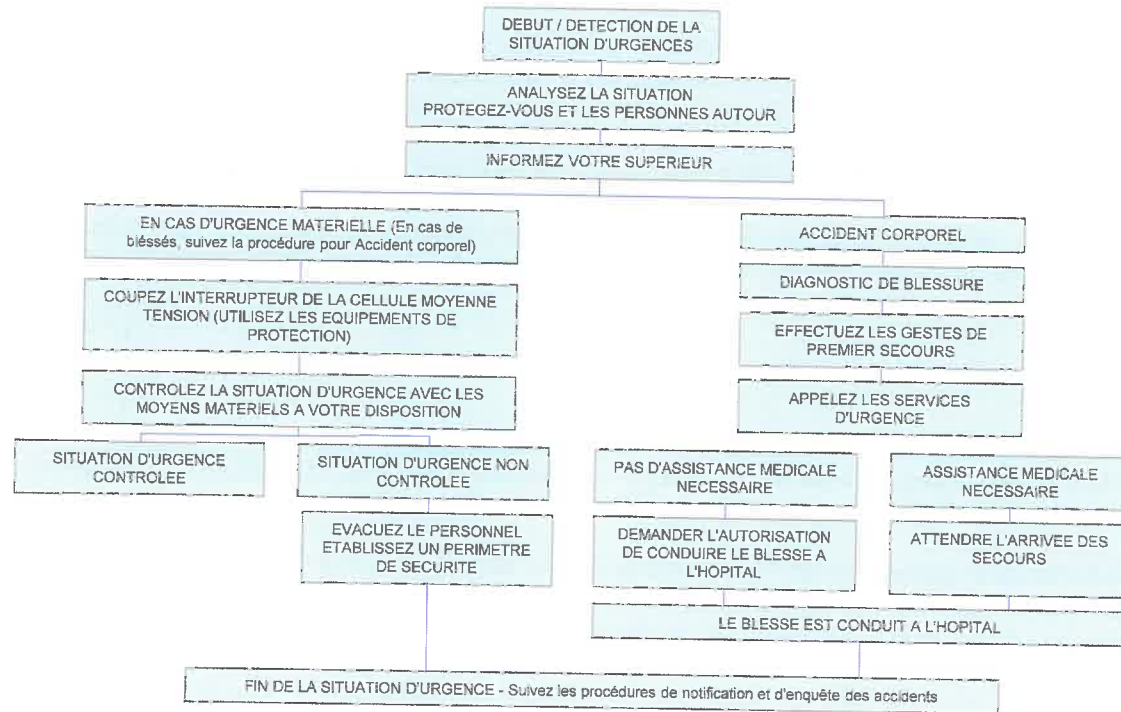 DEBUT / DETECTION DE LA
SITUATION D'URGENCES
ANALYSEZ LA SITUATION
PROTEGEZ-VOUS ET LES PERSONNES AUTOUR
INFORMEZ VOTRE SUPERIEUR
EN CAS D'URGENCE MATERIELLE (En cas de
bléssés, suivez la procédure pour Accident corporel)
COUPEZ L'INTERRUPTEUR DE LA CELLULE MOYENNE
TENSION (UTILISEZ LES EQUIPEMENTS DE
PROTECTION)
CONTROLEZ LA SITUATION D'URGENCE AVEC LES
MOYENS MATERIELS A VOTRE DISPOSITION
SITUATION D'URGENCE
CONTROLEE
SITUATION D'URGENCE NON
CONTROLEE
EVACUEZ LE PERSONNEL
ETABLISSEZ UN PERIMETRE
DE SECURITE
ACCIDENT CORPOREL
DIAGNOSTIC DE BLESSURE
EFFECTUEZ LES GESTES DE
PREMIER SECOURS
APPELEZ LES SERVICES
D'URGENCE
PAS D'ASSISTANCE MEDICALE
NECESSAIRE
DEMANDER L'AUTORISATION
DE CONDUIRE LE BLESSE A
L'HOPITAL
ASSISTANCE MEDICALE
NECESSAIRE
ATTENDRE L'ARRIVEE DES
SECOURS
LE BLESSE EST CONDUIT A L'HOPITAL
FIN DE LA SITUATION D'URGENCE - Suivez les procédures de notification et d'enquête des accidents